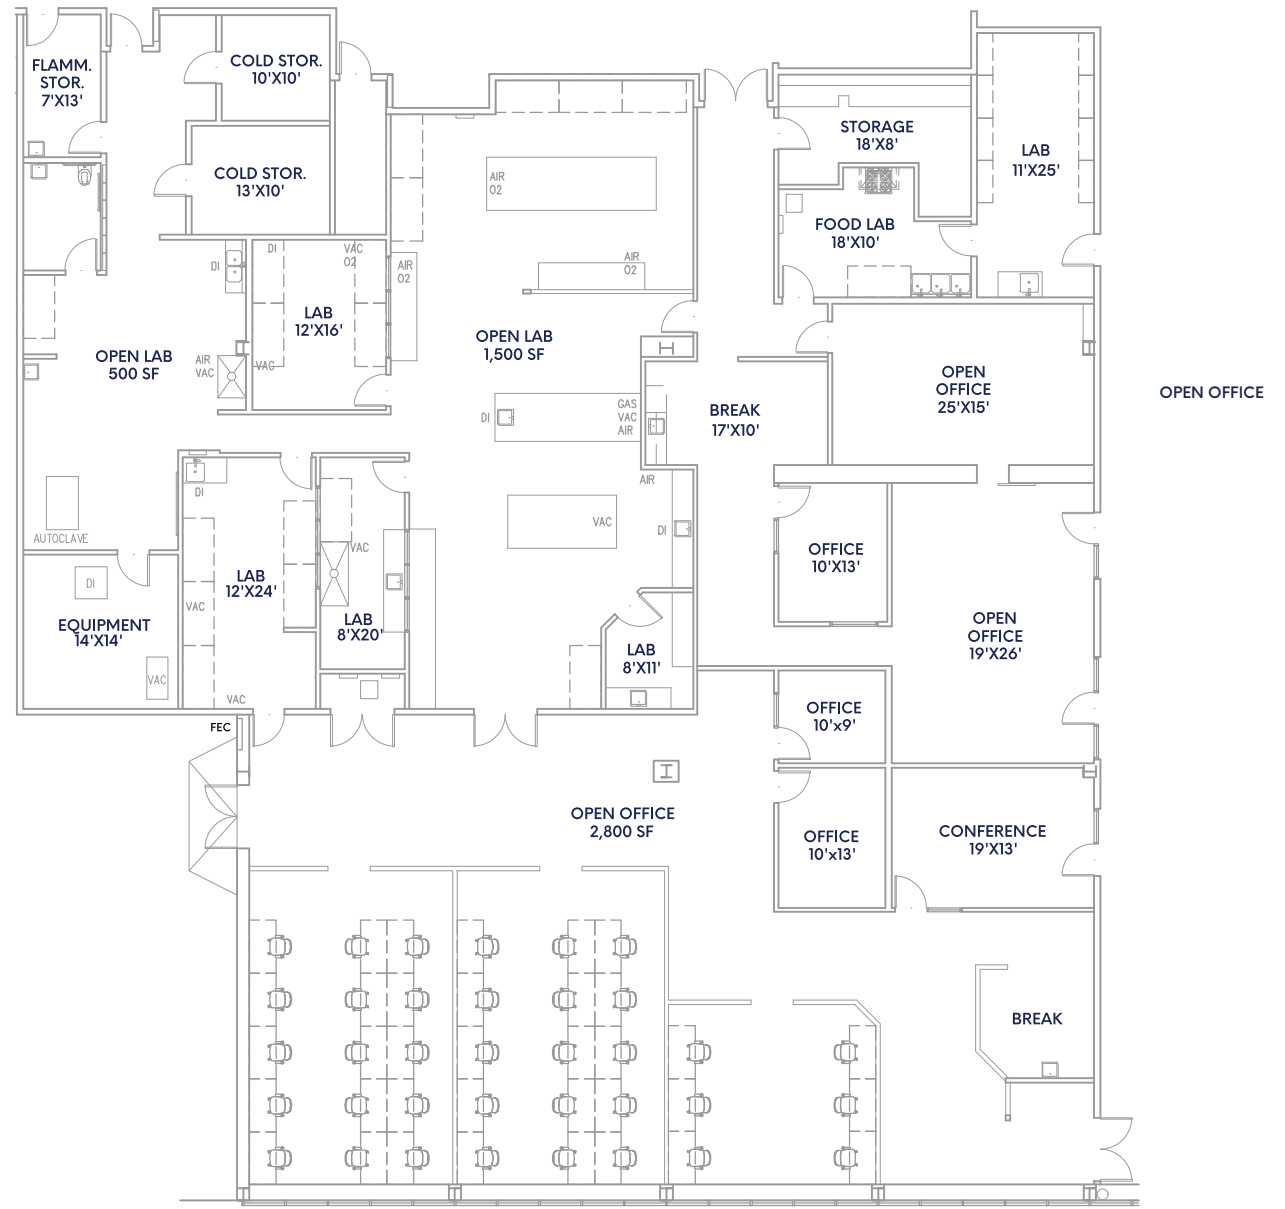 FLAMM.
STOR.
7'X13'
COLD STOR.
10'X10'
COLD STOR.
13'X10'
AIR
O2
STORAGE
18'X8'
LAB
11'X25'
FOOD LAB
18'X10'
DI
DI
VAC
O2
AIR
O2
AIR
O2
LAB
12'X16'
OPEN LAB
1,500 SF
OPEN LAB
500 SF
AIR
VAC
VAC
OPEN
OFFICE
25'X15'
OPEN OFFICE
BREAK
17'X10'
DI
GAS
VAC
AIR
AIR
DI
VAC
DI
AUTOCLAVE
VAC
OFFICE
10'X13'
DI
LAB
12'X24'
VAC
EQUIPMENT
14'X14'
LAB
8'X20'
OPEN
OFFICE
19'X26'
LAB
8'X11'
VAC
VAC
OFFICE
10'x9'
FEC
OPEN OFFICE
2,800 SF
OFFICE
10'x13'
CONFERENCE
19'X13'
BREAK